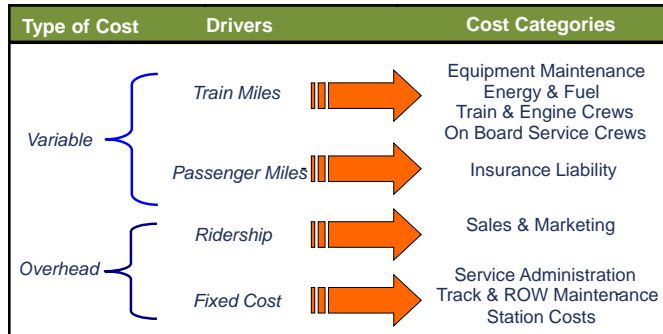 Type of Cost Drivers Cost Categories
Variable
Train Miles
Equipment Maintenance
Energy & Fuel
Train & Engine Crews
On Board Service Crews
Passenger Miles
Insurance Liability
Overhead
Ridership
Sales & Marketing
Fixed Cost
Service Administration
Track & ROW Maintenance
Station Costs